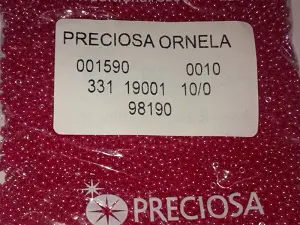 PRECIOSA ORNELA
001590 0010
331 19001 10/0
98190
PRECIOSA